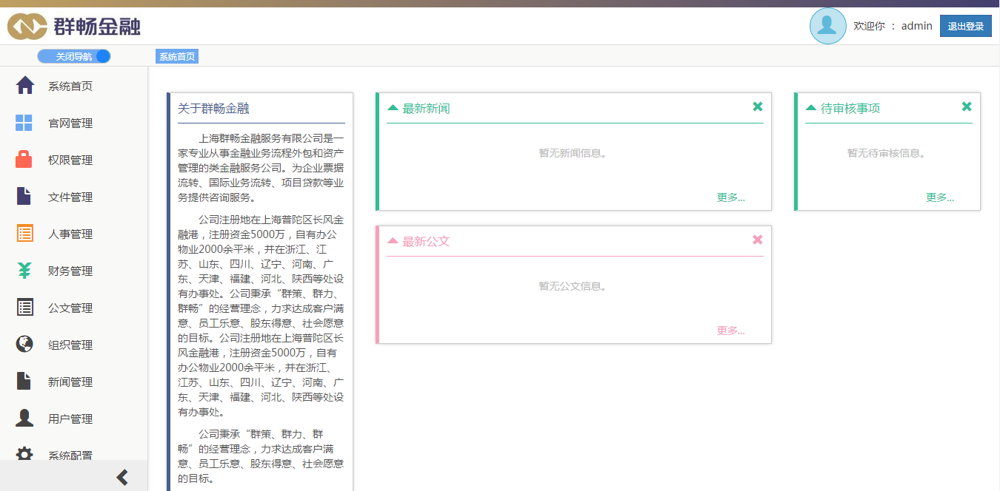 群畅金融
欢迎你 : admin
退出登录
关闭导航
系统首页
系统首页
官网管理
权限管理
文件管理
人事管理
财务管理
公文管理
组织管理
新闻管理
用户管理
系统配置
关于群畅金融
上海群畅金融服务有限公司是一
家专业从事金融业务流程外包和资产
管理的类金融服务公司。为企业票据
流转、国际业务流转、项目贷款等业
务提供咨询服务。
公司注册地在上海普陀区长风金
融港，注册资金5000万，自有办公
物业2000余平米，并在浙江、江
苏、山东、四川、辽宁、河南、广
东、天津、福建、河北、陕西等处设
有办事处。公司秉承“群策、群力、
群畅”的经营理念，力求达成客户满
意、员工乐意、股东得意、社会愿意
的目标。公司注册地在上海普陀区长
风金融港，注册资金5000万，自有
办公物业2000余平米，并在浙江、
江苏、山东、四川、辽宁、河南、广
东、天津、福建、河北、陕西等处设
有办事处。
公司秉承“群策、群力、群
畅”的经营理念，力求达成客户满
意、员工乐意、股东得意、社会愿意
的目标。
最新新闻
暂无新闻信息。
更多...
最新公文
暂无公文信息。
更多...
待审核事项
暂无待审核信息。
更多...